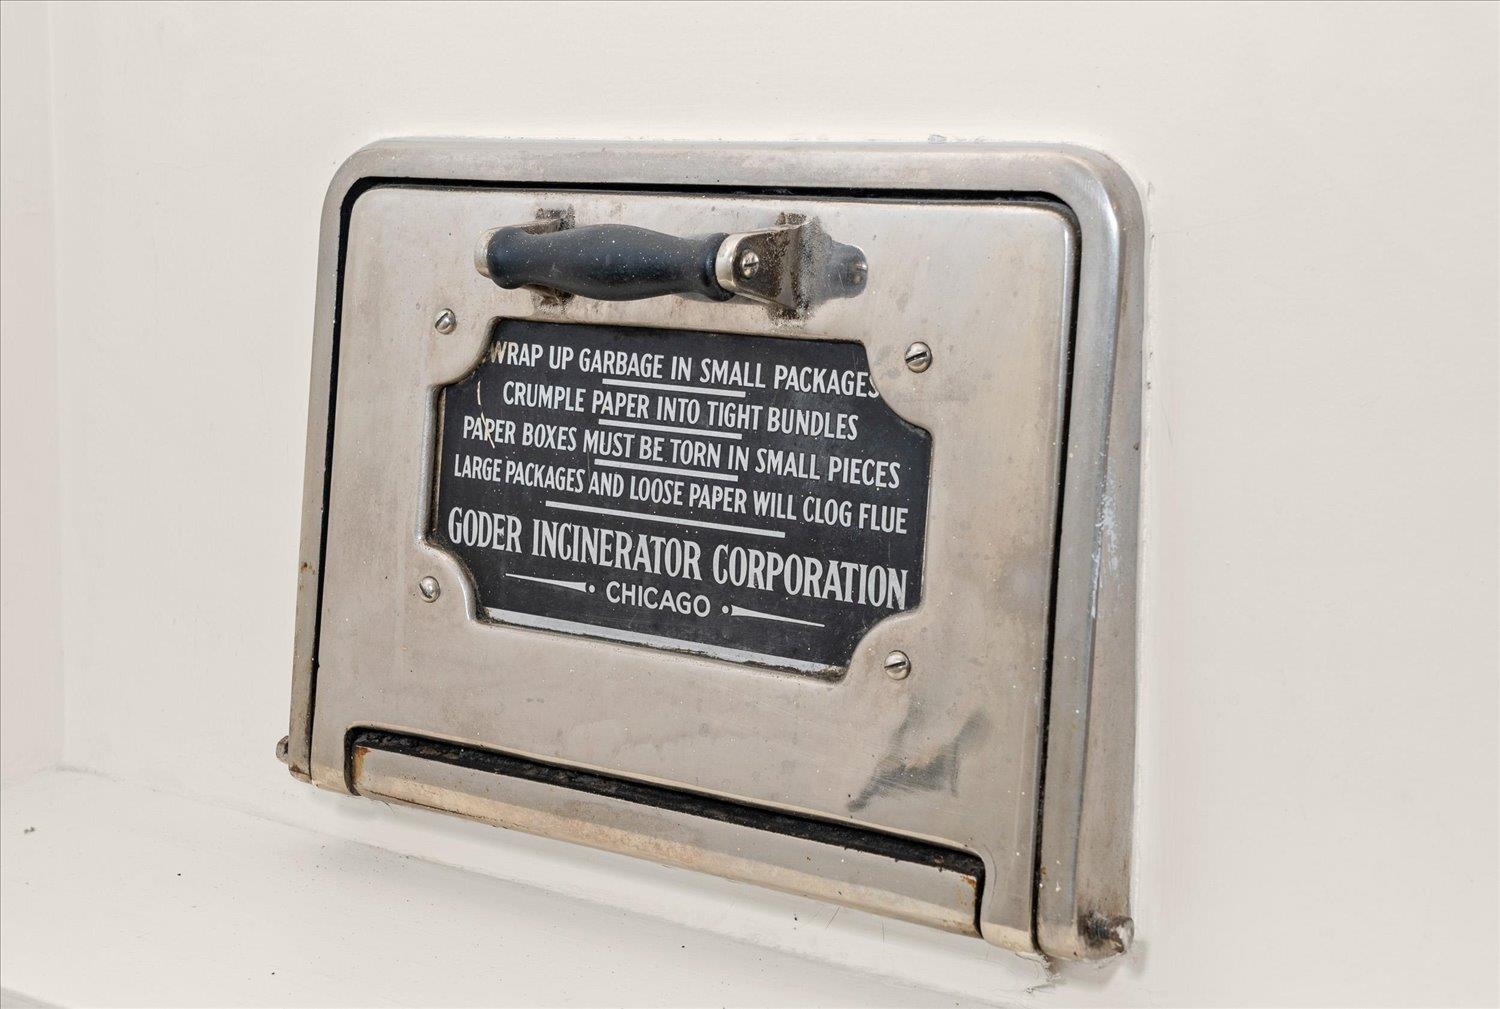 WRAP UP GARBAGE IN SMALL PACKAGES
CRUMPLE PAPER INTO TIGHT BUNDLES
PAPER BOXES MUST BE TORN IN SMALL PIECES
LARGE PACKAGES AND LOOSE PAPER WILL CLOG FLUE
GODER INCINERATOR CORPORATION
CHICAGO